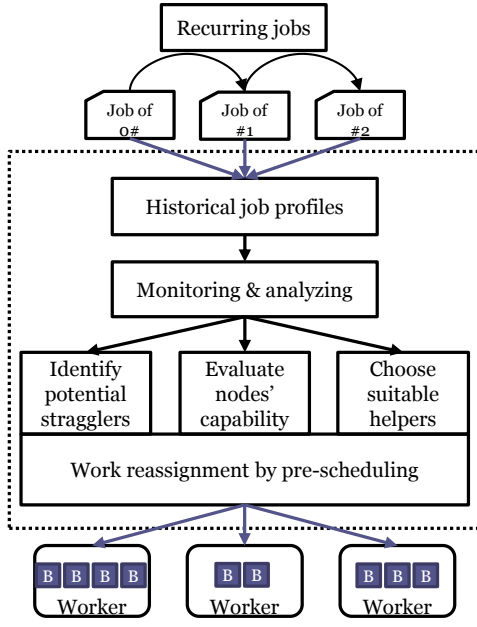 Recurring jobs
Job of
0#
Job of
#1
Job of
#2
Historical job profiles
Monitoring & analyzing
Identify
potential
stragglers
Evaluate
nodes'
capability
Choose
suitable
helpers
Work reassignment by pre-scheduling
B B B B
Worker
B B
Worker
B B B
Worker